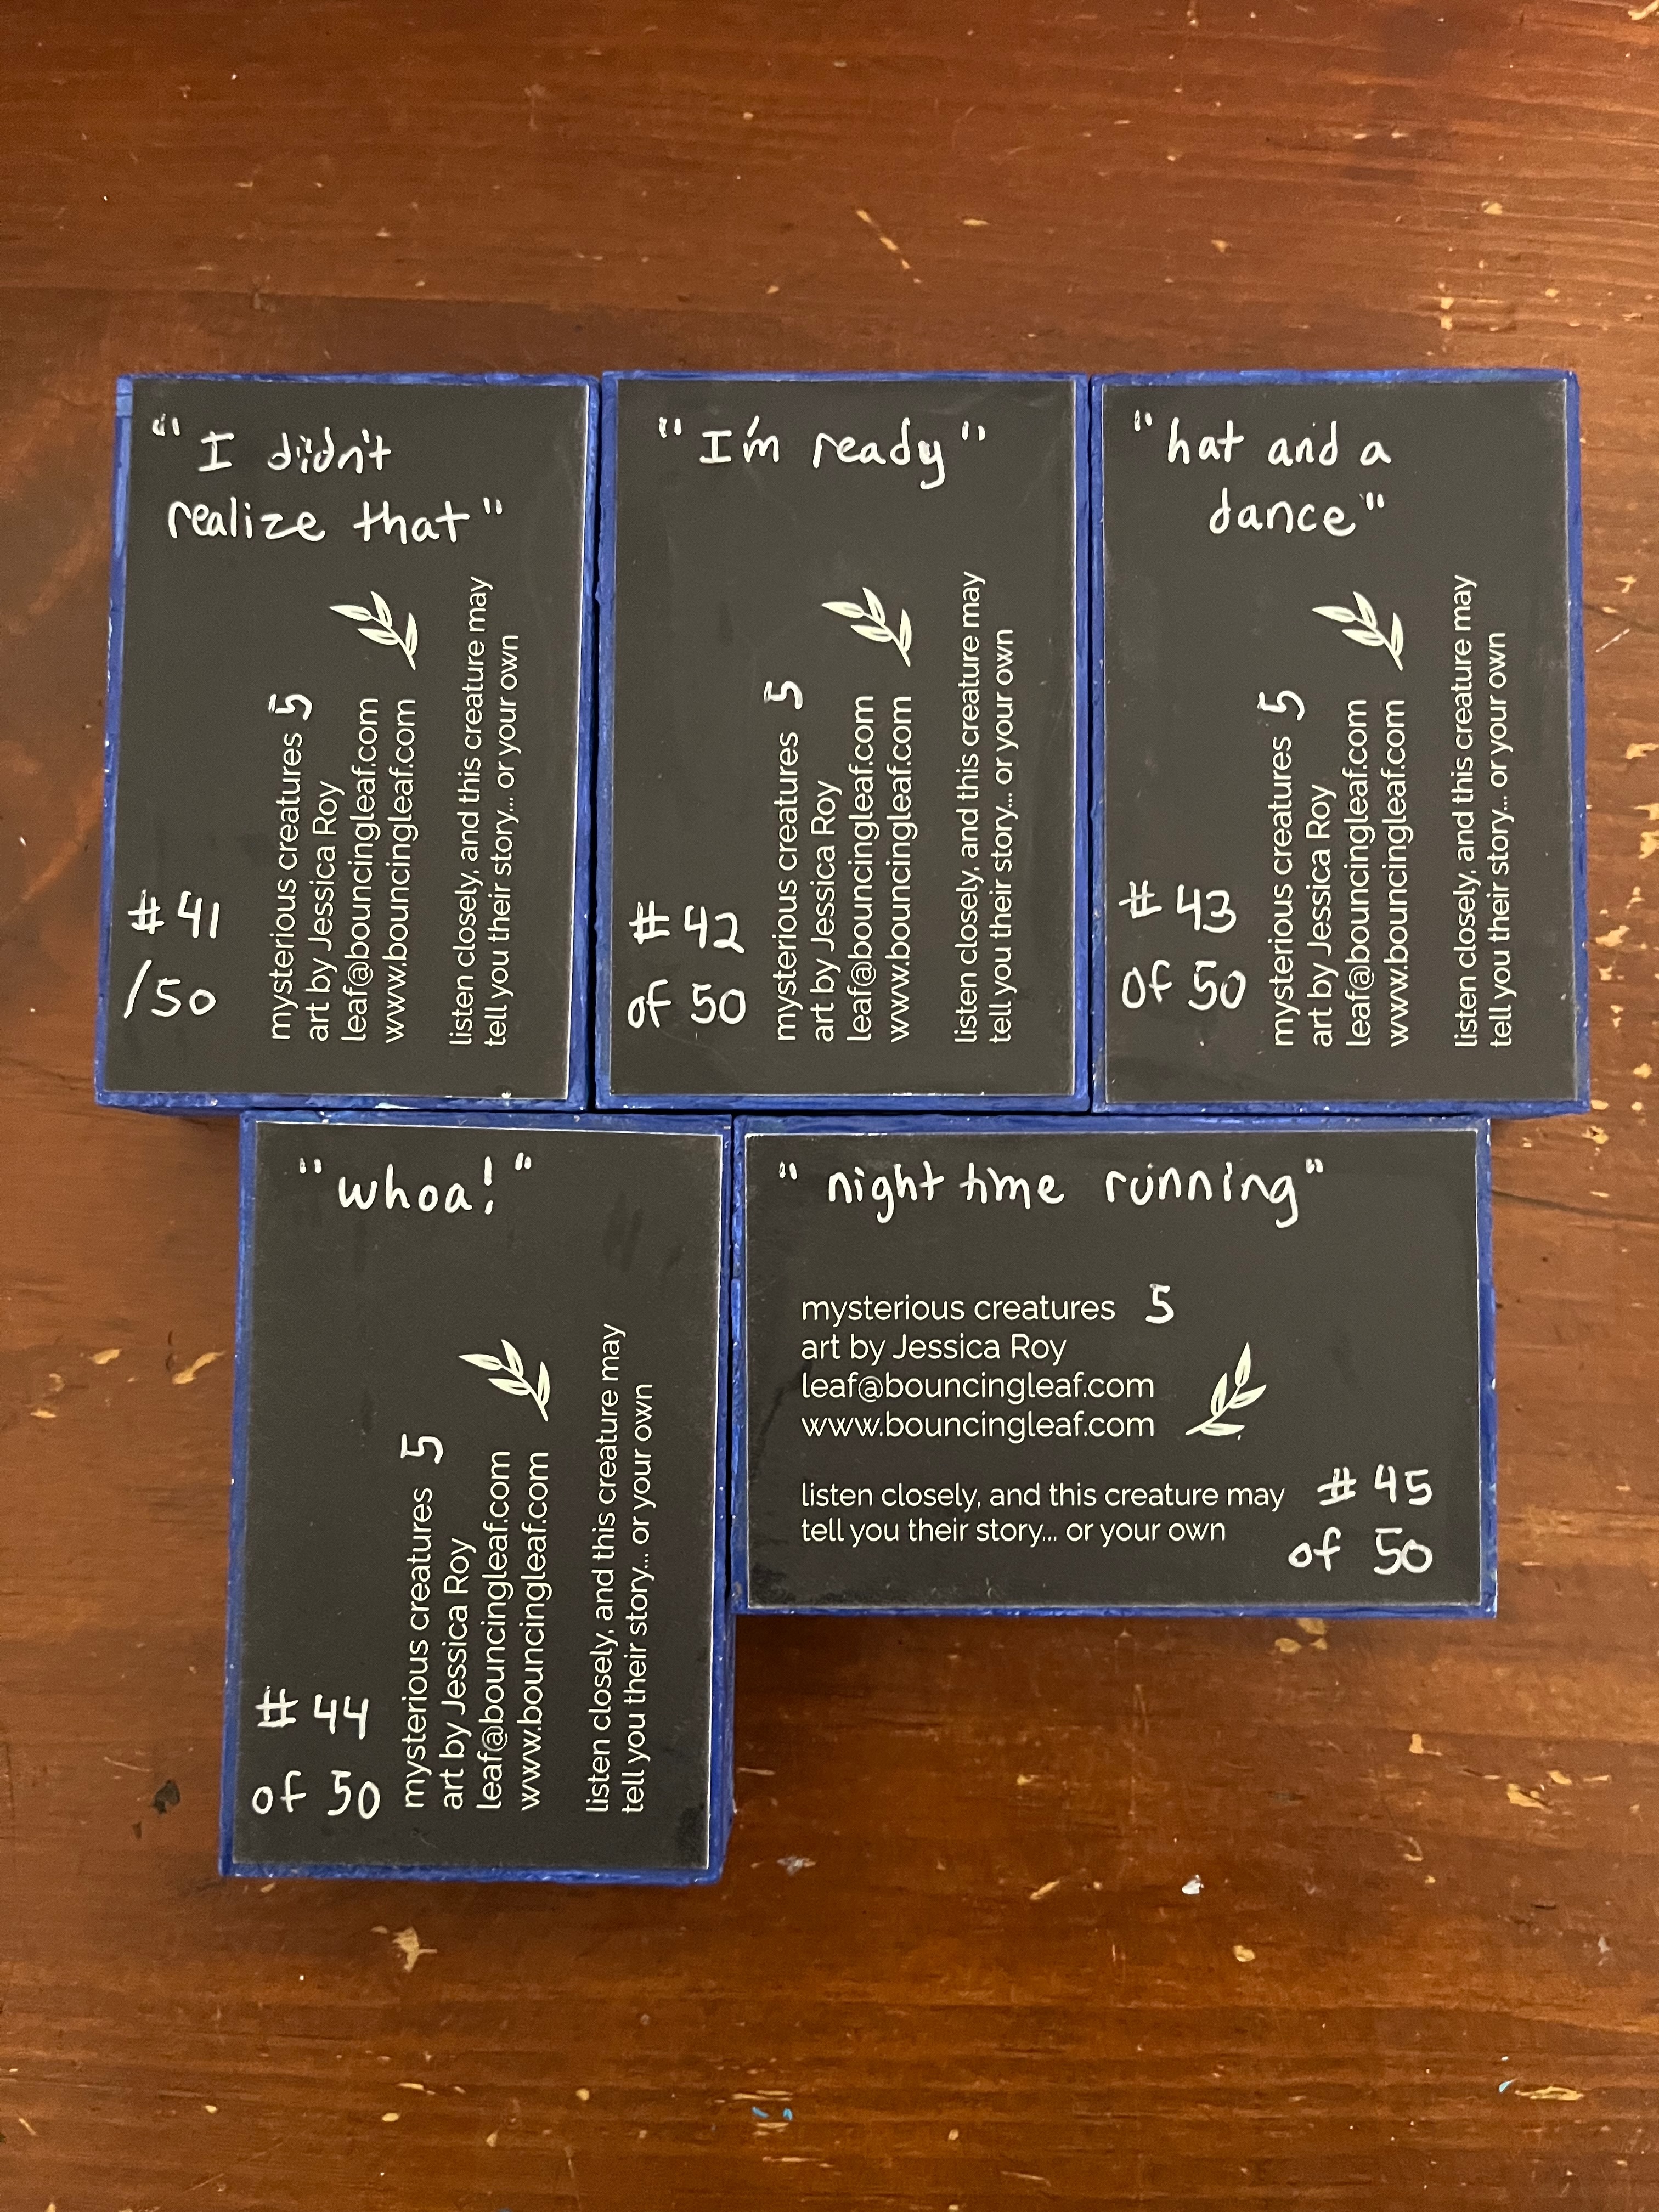 "I didn't
realize that"
mysterious creatures 5
art by Jessica Roy
leaf@bouncingleaf.com
www.bouncingleaf.com
listen closely, and this creature may
tell you their story... or your own
# 41
/50
"I'm ready"
mysterious creatures 5
art by Jessica Roy
leaf@bouncingleaf.com
www.bouncingleaf.com
listen closely, and this creature may
tell you their story... or your own
# 42
of 50
"hat and a
dance"
mysterious creatures 5
art by Jessica Roy
leaf@bouncingleaf.com
www.bouncingleaf.com
listen closely, and this creature may
tell you their story... or your own
# 43
of 50
"whoa!"
mysterious creatures 5
art by Jessica Roy
leaf@bouncingleaf.com
www.bouncingleaf.com
listen closely, and this creature may
tell you their story... or your own
# 44
of 50
"night time running"
mysterious creatures 5
art by Jessica Roy
leaf@bouncingleaf.com
www.bouncingleaf.com
listen closely, and this creature may
tell you their story... or your own
# 45
of 50